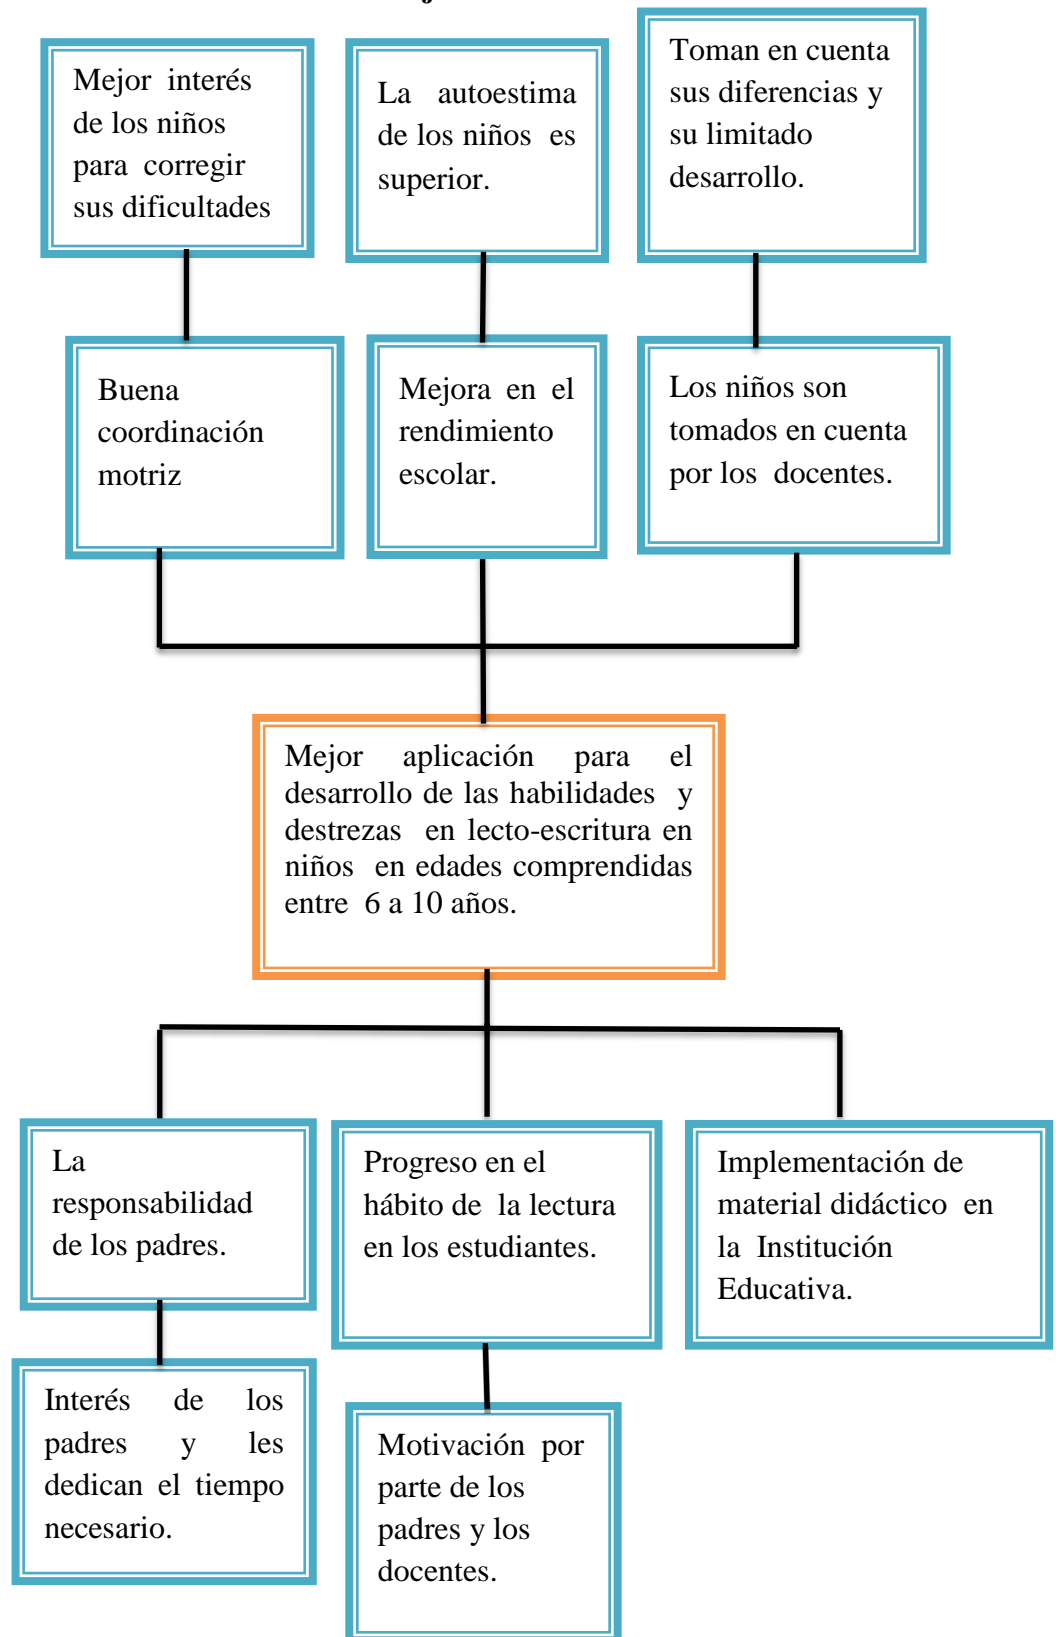 Mejor interés
de los niños
para corregir
sus dificultades
La autoestima
de los niños es
superior.
Toman en cuenta
sus diferencias y
su limitado
desarrollo.
Buena
coordinación
motriz
Mejora en el
rendimiento
escolar.
Los niños son
tomados en cuenta
por los docentes.
Mejor aplicación para el
desarrollo de las habilidades y
destrezas en lecto-escritura en
niños en edades comprendidas
entre 6 a 10 años.
La
responsabilidad
de los padres.
Progreso en el
hábito de la lectura
en los estudiantes.
Implementación de
material didáctico en
la Institución
Educativa.
Interés de los
padres y les
dedican el tiempo
necesario.
Motivación por
parte de los
padres y los
docentes.